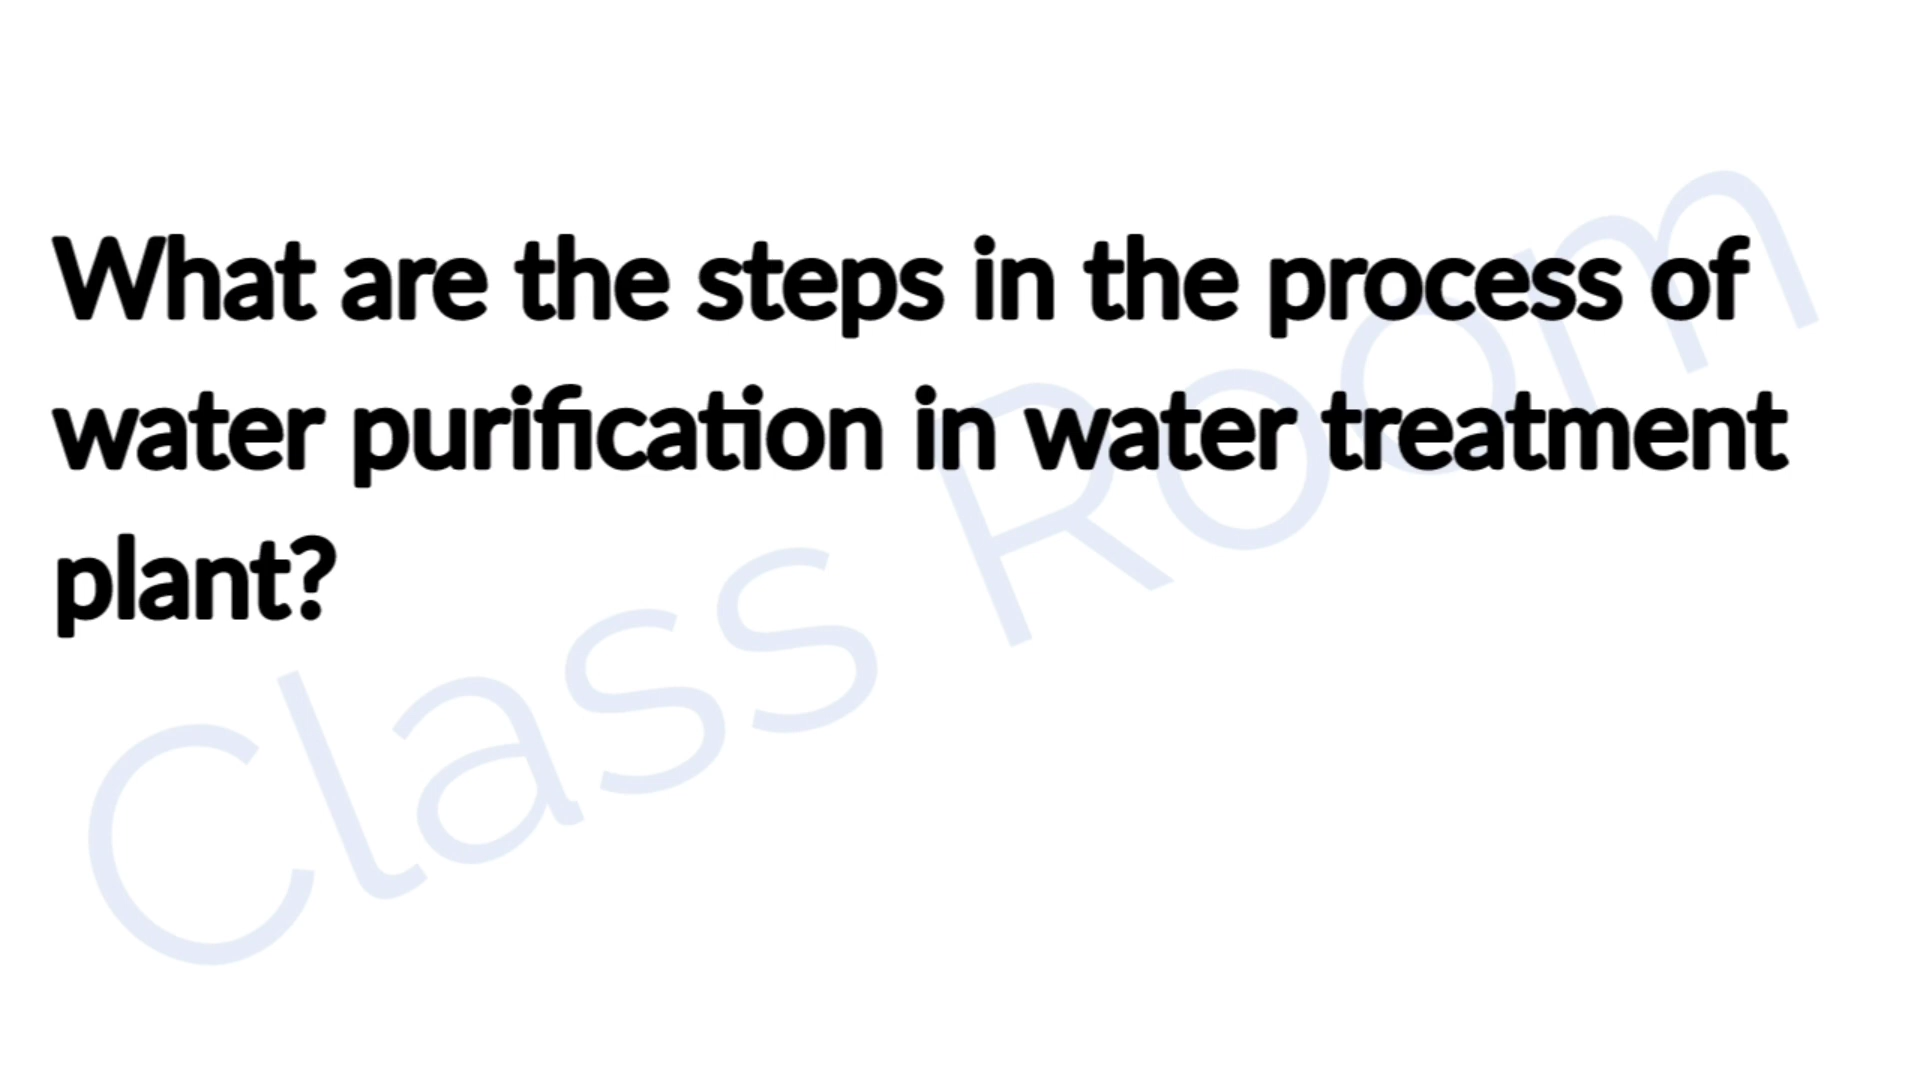 What are the steps in the process of
water purification in water treatment
plant?
Class Room